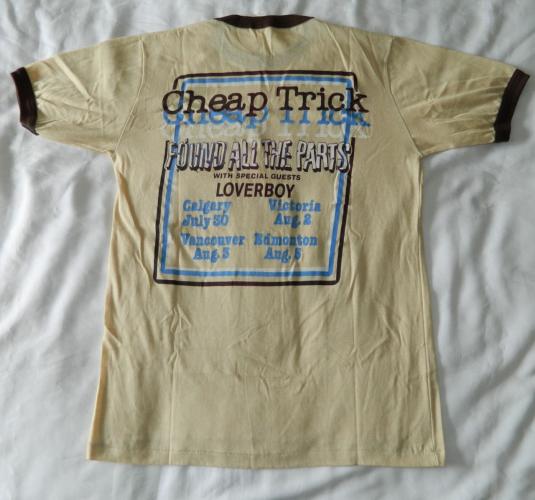 Cheap Trick
FOUND ALL THE PARTS
WITH SPECIAL GUESTS
LOVERBOY
Calgary Victoria
July 30 Aug. 2
Vancouver Edmonton
Aug. 3 Aug. 5